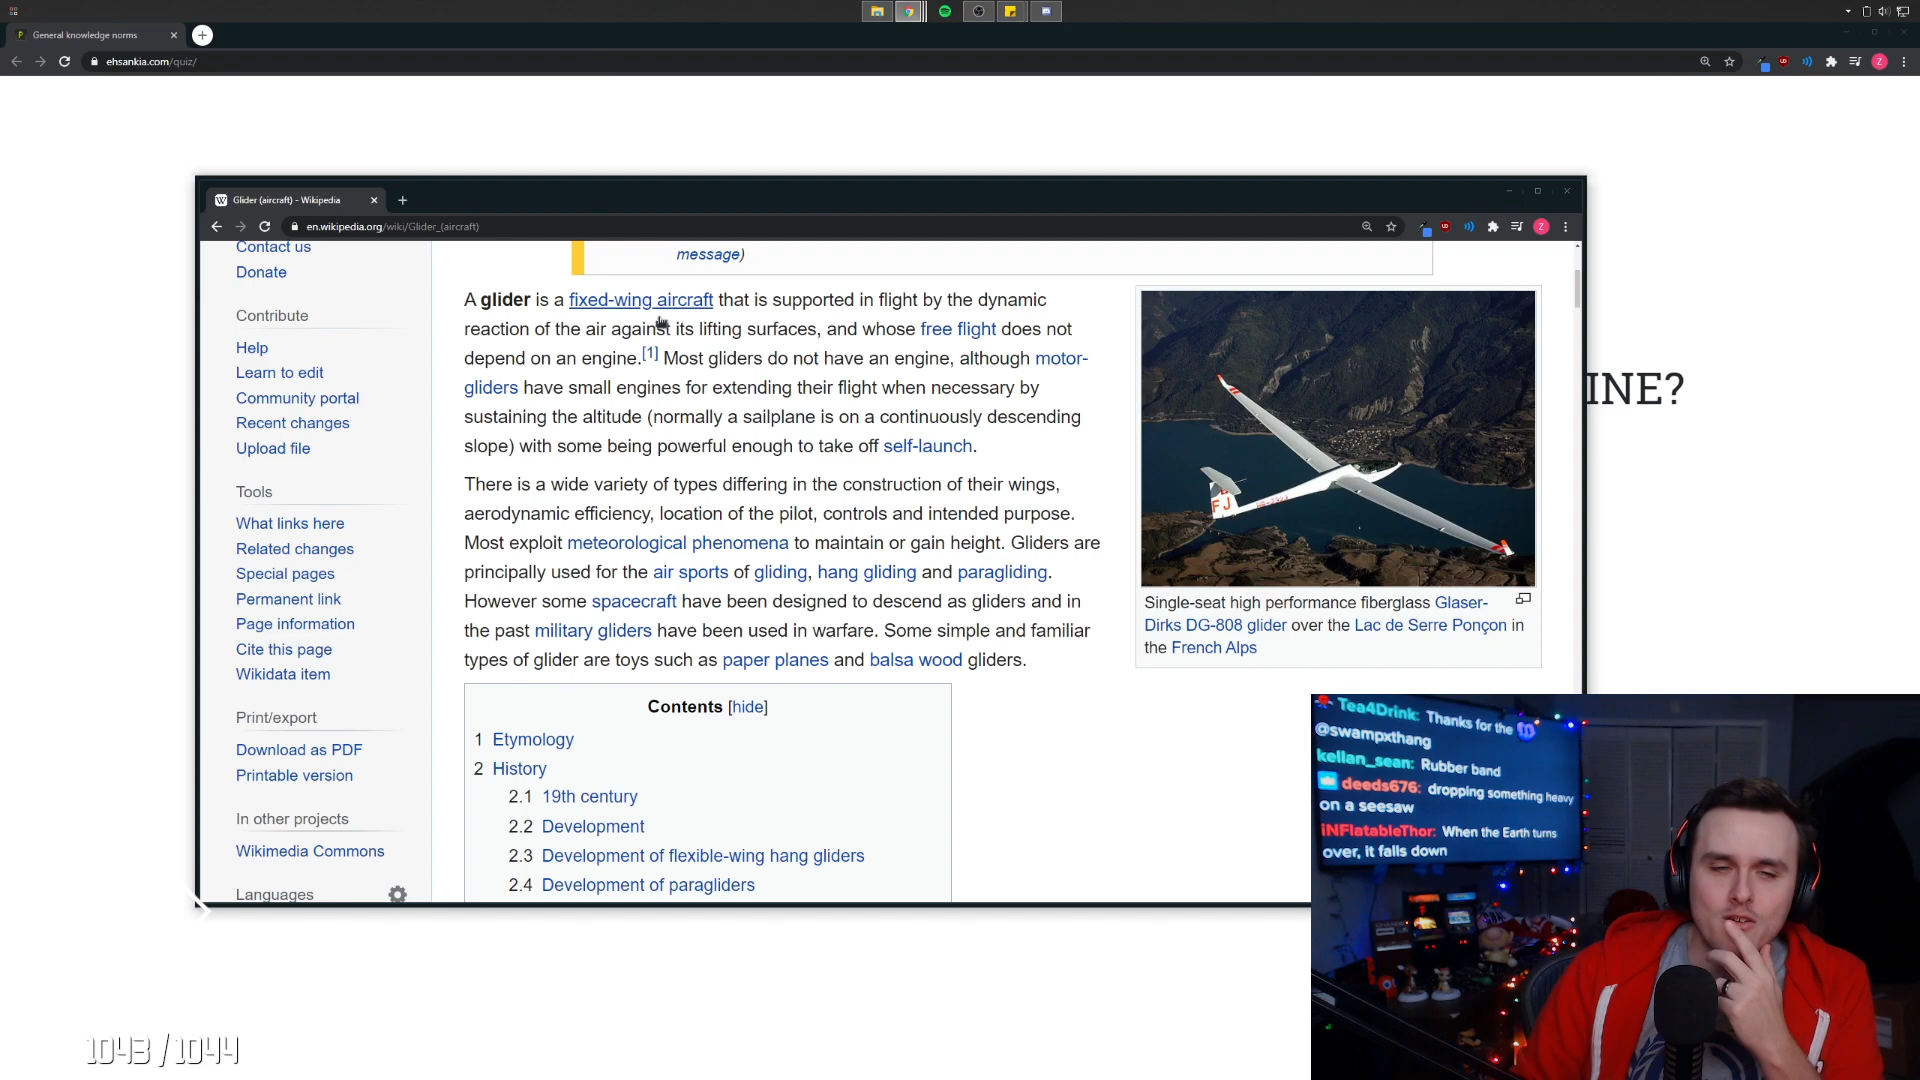 General knowledge norms
ehsankia.com/quiz/
Glider (aircraft) - Wikipedia
en.wikipedia.org/wiki/Glider_(aircraft)
Contact us
Donate
Contribute
Help
Learn to edit
Community portal
Recent changes
Upload file
Tools
What links here
Related changes
Special pages
Permanent link
Page information
Cite this page
Wikidata item
Print/export
Download as PDF
Printable version
In other projects
Wikimedia Commons
Languages
message)
A glider is a fixed-wing aircraft that is supported in flight by the dynamic
reaction of the air against its lifting surfaces, and whose free flight does not
depend on an engine.[1] Most gliders do not have an engine, although motor-
gliders have small engines for extending their flight when necessary by
sustaining the altitude (normally a sailplane is on a continuously descending
slope) with some being powerful enough to take off self-launch.
There is a wide variety of types differing in the construction of their wings,
aerodynamic efficiency, location of the pilot, controls and intended purpose.
Most exploit meteorological phenomena to maintain or gain height. Gliders are
principally used for the air sports of gliding, hang gliding and paragliding.
However some spacecraft have been designed to descend as gliders and in
the past military gliders have been used in warfare. Some simple and familiar
types of glider are toys such as paper planes and balsa wood gliders.
Contents [hide]
1 Etymology
2 History
2.1 19th century
2.2 Development
2.3 Development of flexible-wing hang gliders
2.4 Development of paragliders
FJ
Single-seat high performance fiberglass Glaser-
Dirks DG-808 glider over the Lac de Serre Ponçon in
the French Alps
INE?
Tea4Drink: Thanks for the
@swampxthang
kellan_sean: Rubber band
deeds676: dropping something heavy
on a seesaw
iNFlatableThor: When the Earth turns
over, it falls down
1043/1044